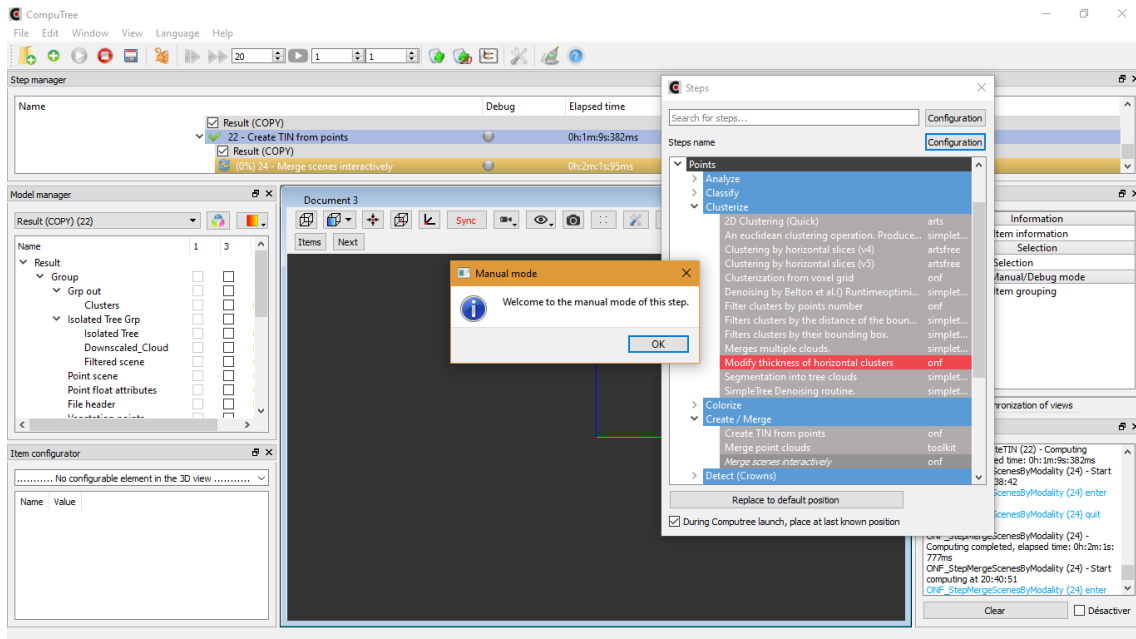 CompuTree
File Edit Window View Language Help
20 1 1
Step manager
Name Debug Elapsed time
Result (COPY)
22 - Create TIN from points 0h:1m:9s:382ms
Result (COPY)
(0%) 24 - Merge scenes interactively 0h:2m:1s:95ms
Model manager
Result (COPY) (22)
Name 1 3
Result
Group
Grp out
Clusters
Isolated Tree Grp
Isolated Tree
Downscaled_Cloud
Filtered scene
Point scene
Point float attributes
File header
Vegetation points
Item configurator
........... No configurable element in the 3D view ...........
Name Value
Document 3
Sync
Items Next
Manual mode
Welcome to the manual mode of this step.
OK
Steps
Search for steps... Configuration
Steps name Configuration
Points
Analyze
Classify
Clusterize
2D Clustering (Quick) arts
An euclidean clustering operation. Produce... simplet...
Clustering by horizontal slices (v4) artsfree
Clustering by horizontal slices (v5) artsfree
Clusterization from voxel grid onf
Denoising by Belton et al.() Runtimeoptimi... simplet...
Filter clusters by points number onf
Filters clusters by the distance of the boun... simplet...
Filters clusters by their bounding box. simplet...
Merges multiple clouds. simplet...
Modify thickness of horizontal clusters onf
Segmentation into tree clouds simplet...
SimpleTree Denoising routine. simplet...
Colorize
Create / Merge
Create TIN from points onf
Merge point clouds toolkit
Merge scenes interactively onf
Detect (Crowns)
Replace to default position
During Computree launch, place at last known position
Information
Item information
Selection
Selection
Manual/Debug mode
Item grouping
hronization of views
eTIN (22) - Computing
ed time: 0h:1m:9s:382ms
ScenesByModality (24) - Start
38:42
ScenesByModality (24) enter
ScenesByModality (24) quit
ONF_StepMergeScenesByModality (24) -
Computing completed, elapsed time: 0h:2m:1s:
777ms
ONF_StepMergeScenesByModality (24) - Start
computing at 20:40:51
ONF_StepMergeScenesByModality (24) enter
Clear Désactiver